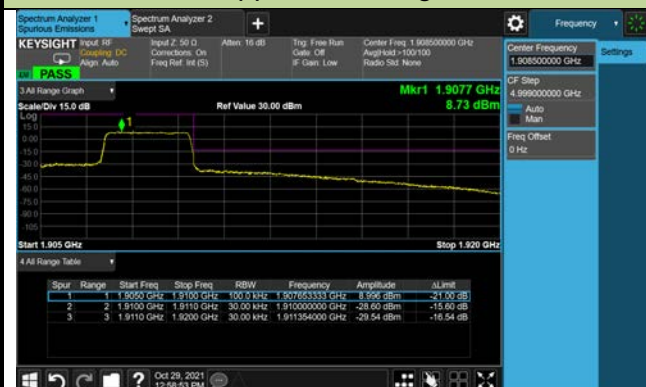 Spectrum Analyzer 1
Spurious Emissions
Spectrum Analyzer 2
Swept SA
+
Frequency
KEYSIGHT
Input: RF
Coupling: DC
Align: Auto
Input Z: 50 Ω
Corrections: On
Freq Ref: Int (S)
Atten: 16 dB
Trig: Free Run
Gate: Off
IF Gain: Low
Center Freq: 1.908500000 GHz
Avg|Hold:>100/100
Radio Std: None
PASS
Center Frequency
1.908500000 GHz
Settings
CF Step
4.999000000 GHz
Auto
Man
Freq Offset
0 Hz
3 All Range Graph
Mkr1 1.9077 GHz
Scale/Div 15.0 dB
Ref Value 30.00 dBm
8.73 dBm
Log
15.0
0.00
-15.0
-30.0
-45.0
-60.0
-75.0
-90.0
-105
1
Start 1.905 GHz
Stop 1.920 GHz
4 All Range Table
Spur Range Start Freq Stop Freq RBW Frequency Amplitude ΔLimit
1 1 1.9050 GHz 1.9100 GHz 100.0 kHz 1.907653333 GHz 8.996 dBm -21.00 dB
2 2 1.9100 GHz 1.9110 GHz 30.00 kHz 1.910000000 GHz -28.60 dBm -15.60 dB
3 3 1.9110 GHz 1.9200 GHz 30.00 kHz 1.911354000 GHz -29.54 dBm -16.54 dB
?
Oct 29, 2021
12:58:53 PM